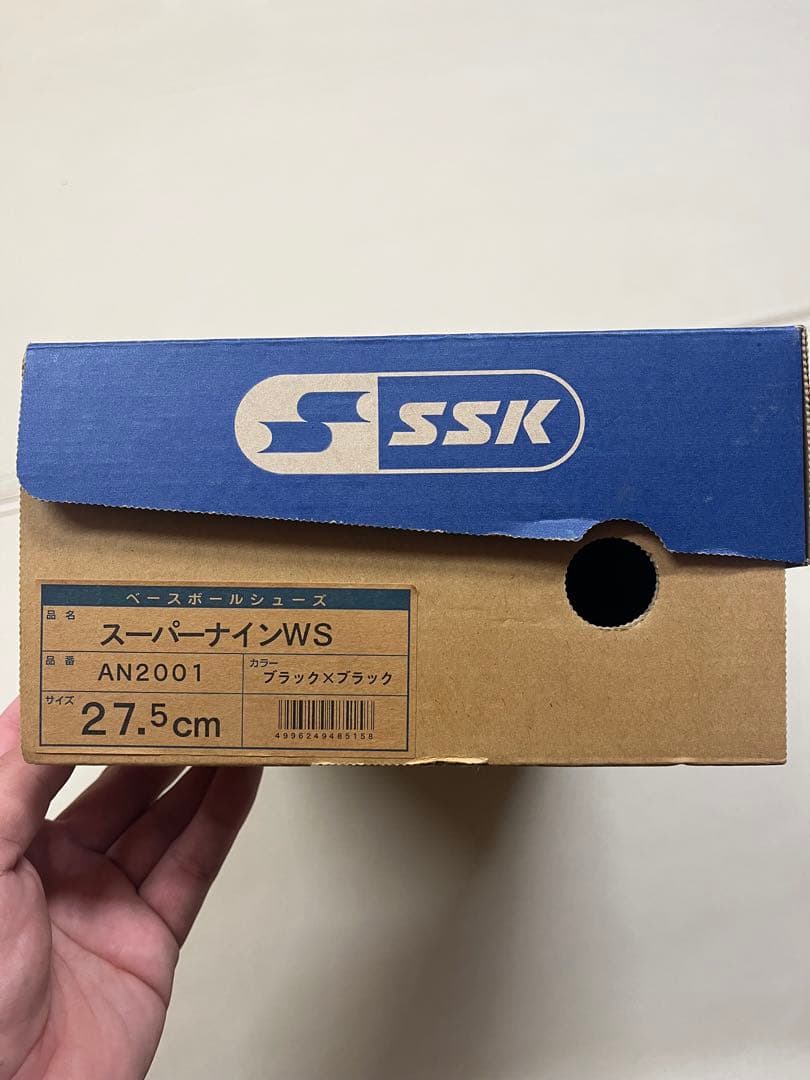 SSK
ベースボールシューズ
品名
スーパーナインWS
品番
AN2001
カラー
ブラック×ブラック
サイズ
27.5cm
4996249485158